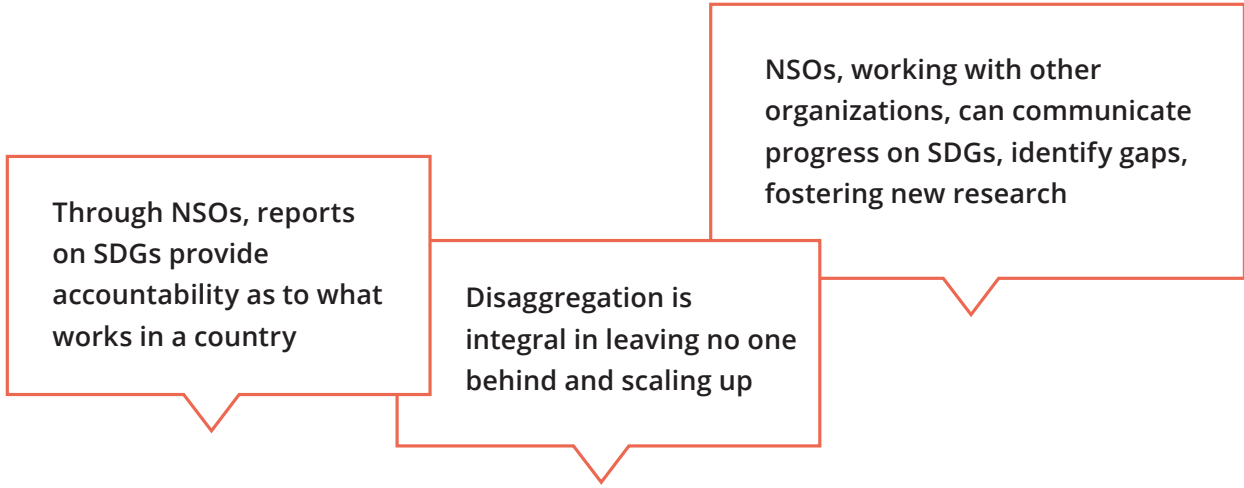 Through NSOs, reports
on SDGs provide
accountability as to what
works in a country
Disaggregation is
integral in leaving no one
behind and scaling up
NSOs, working with other
organizations, can communicate
progress on SDGs, identify gaps,
fostering new research